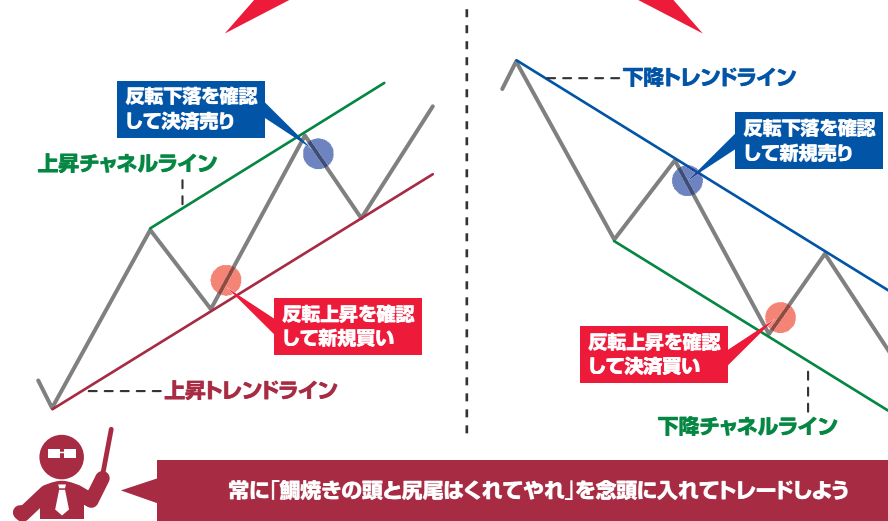 反転下落を確認
して決済売り
上昇チャネルライン
反転上昇を確認
して新規買い
上昇トレンドライン
下降トレンドライン
反転下落を確認
して新規売り
反転上昇を確認
して決済買い
下降チャネルライン
常に「鯛焼きの頭と尻尾はくれてやれ」を念頭に入れてトレードしよう